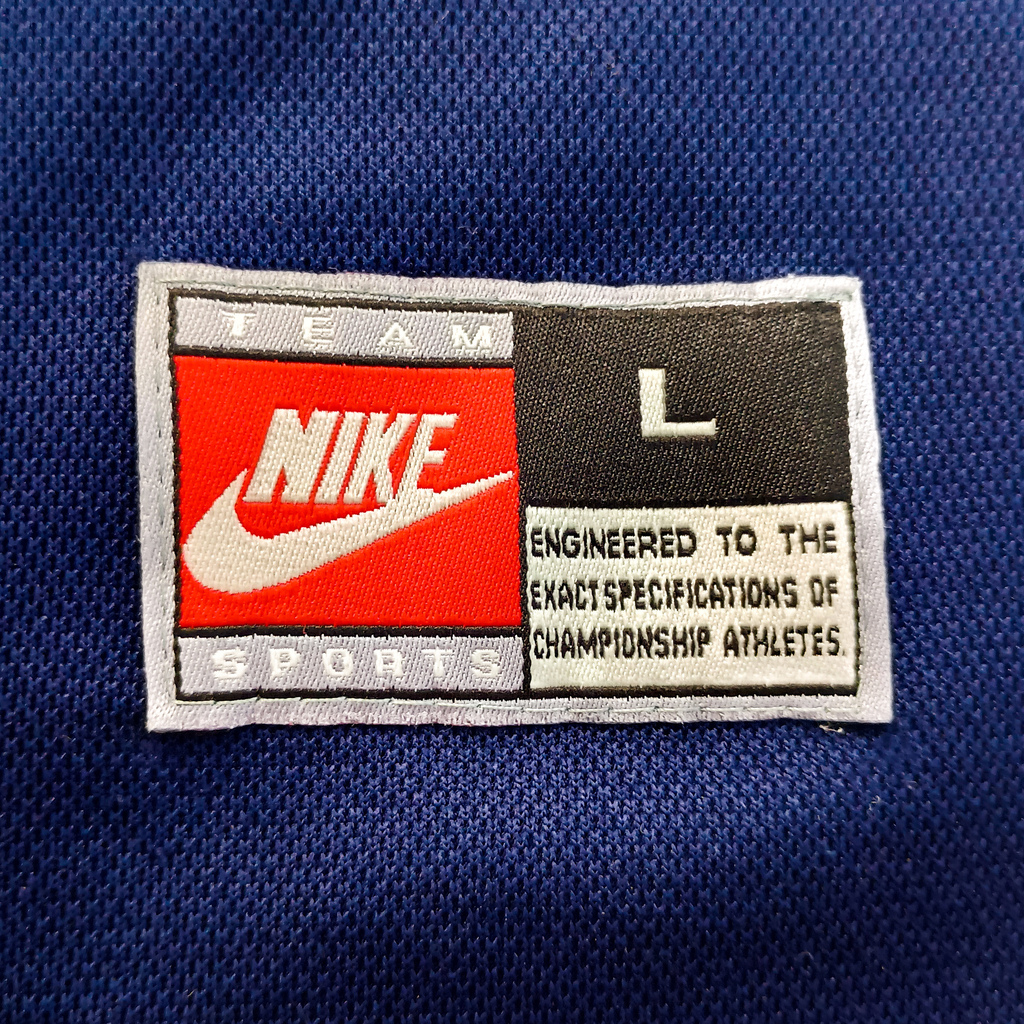 TEAM
NIKE
SPORTS
L
ENGINEERED TO THE
EXACT SPECIFICATIONS OF
CHAMPIONSHIP ATHLETES.